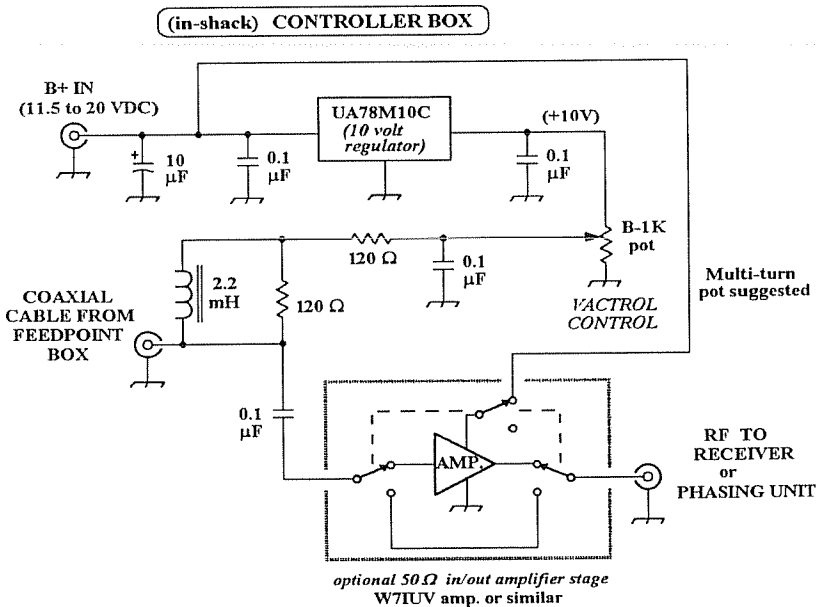 (in-shack) CONTROLLER BOX
B+ IN
(11.5 to 20 VDC)
UA78M10C
(10 volt
regulator)
(+10V)
+
10
µF
0.1
µF
0.1
µF
B-1K
pot
120 Ω
0.1
µF
2.2
mH
120 Ω
VACTROL
CONTROL
Multi-turn
pot suggested
COAXIAL
CABLE FROM
FEEDPOINT
BOX
0.1
µF
AMP.
RF TO
RECEIVER
or
PHASING UNIT
optional 50 Ω in/out amplifier stage
W7IUV amp. or similar